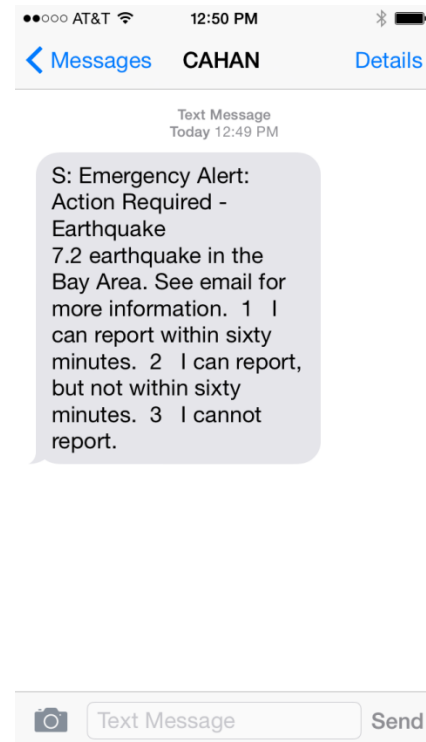 AT&T 12:50 PM
Messages CAHAN Details
Text Message
Today 12:49 PM
S: Emergency Alert:
Action Required -
Earthquake
7.2 earthquake in the
Bay Area. See email for
more information.  1   I
can report within sixty
minutes.  2   I can report,
but not within sixty
minutes.  3   I cannot
report.
Text Message Send